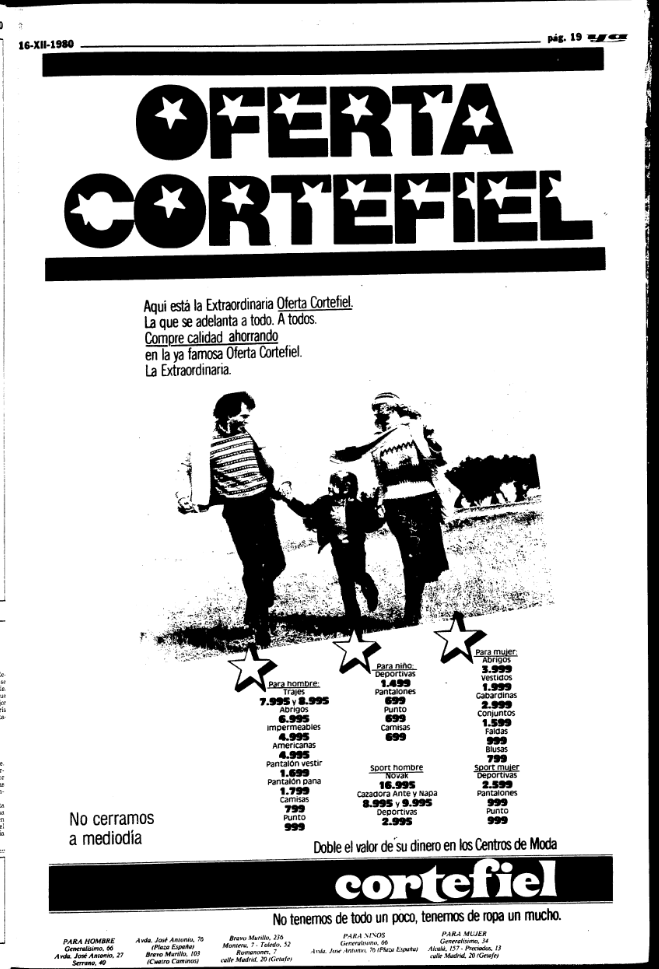 16-XII-1980
pág. 19 ya
OFERTA
CORTEFIEL
Aquí está la Extraordinaria Oferta Cortefiel.
La que se adelanta a todo. A todos.
Compre calidad ahorrando
en la ya famosa Oferta Cortefiel.
La Extraordinaria.
Para hombre:
Trajes
7.995 y 8.995
Abrigos
6.995
Impermeables
4.995
Americanas
4.995
Pantalón vestir
1.699
Pantalón pana
1.799
Camisas
799
Punto
999
Para niño:
Deportivas
1.499
Pantalones
699
Punto
699
Camisas
699
Sport hombre
Novak
16.995
Cazadora Ante y Napa
8.995 y 9.995
Deportivas
2.995
Para mujer:
Abrigos
3.999
Vestidos
1.999
Gabardinas
2.999
Conjuntos
1.599
Faldas
999
Blusas
799
Sport mujer
Deportivas
2.599
Pantalones
999
Punto
999
No cerramos
a mediodía
Doble el valor de su dinero en los Centros de Moda
cortefiel
No tenemos de todo un poco, tenemos de ropa un mucho.
PARA HOMBRE
Generalísimo, 66
Avda. José Antonio, 27
Serrano, 40
Avda. José Antonio, 76
(Plaza España)
Bravo Murillo, 103
(Cuatro Caminos)
Bravo Murillo, 236
Montera, 7 - Toledo, 52
Romanones, 7
calle Madrid, 20 (Getafe)
PARA NIÑOS
Generalísimo, 66
Avda. José Antonio, 76 (Plaza España)
PARA MUJER
Generalísimo, 34
Alcalá, 157 - Preciados, 13
calle Madrid, 20 (Getafe)